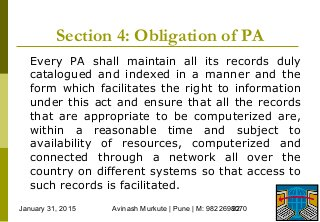 Section 4: Obligation of PA
Every PA shall maintain all its records duly
catalogued and indexed in a manner and the
form which facilitates the right to information
under this act and ensure that all the records
that are appropriate to be computerized are,
within a reasonable time and subject to
availability of resources, computerized and
connected through a network all over the
country on different systems so that access to
such records is facilitated.
January 31, 2015 Avinash Murkute | Pune | M: